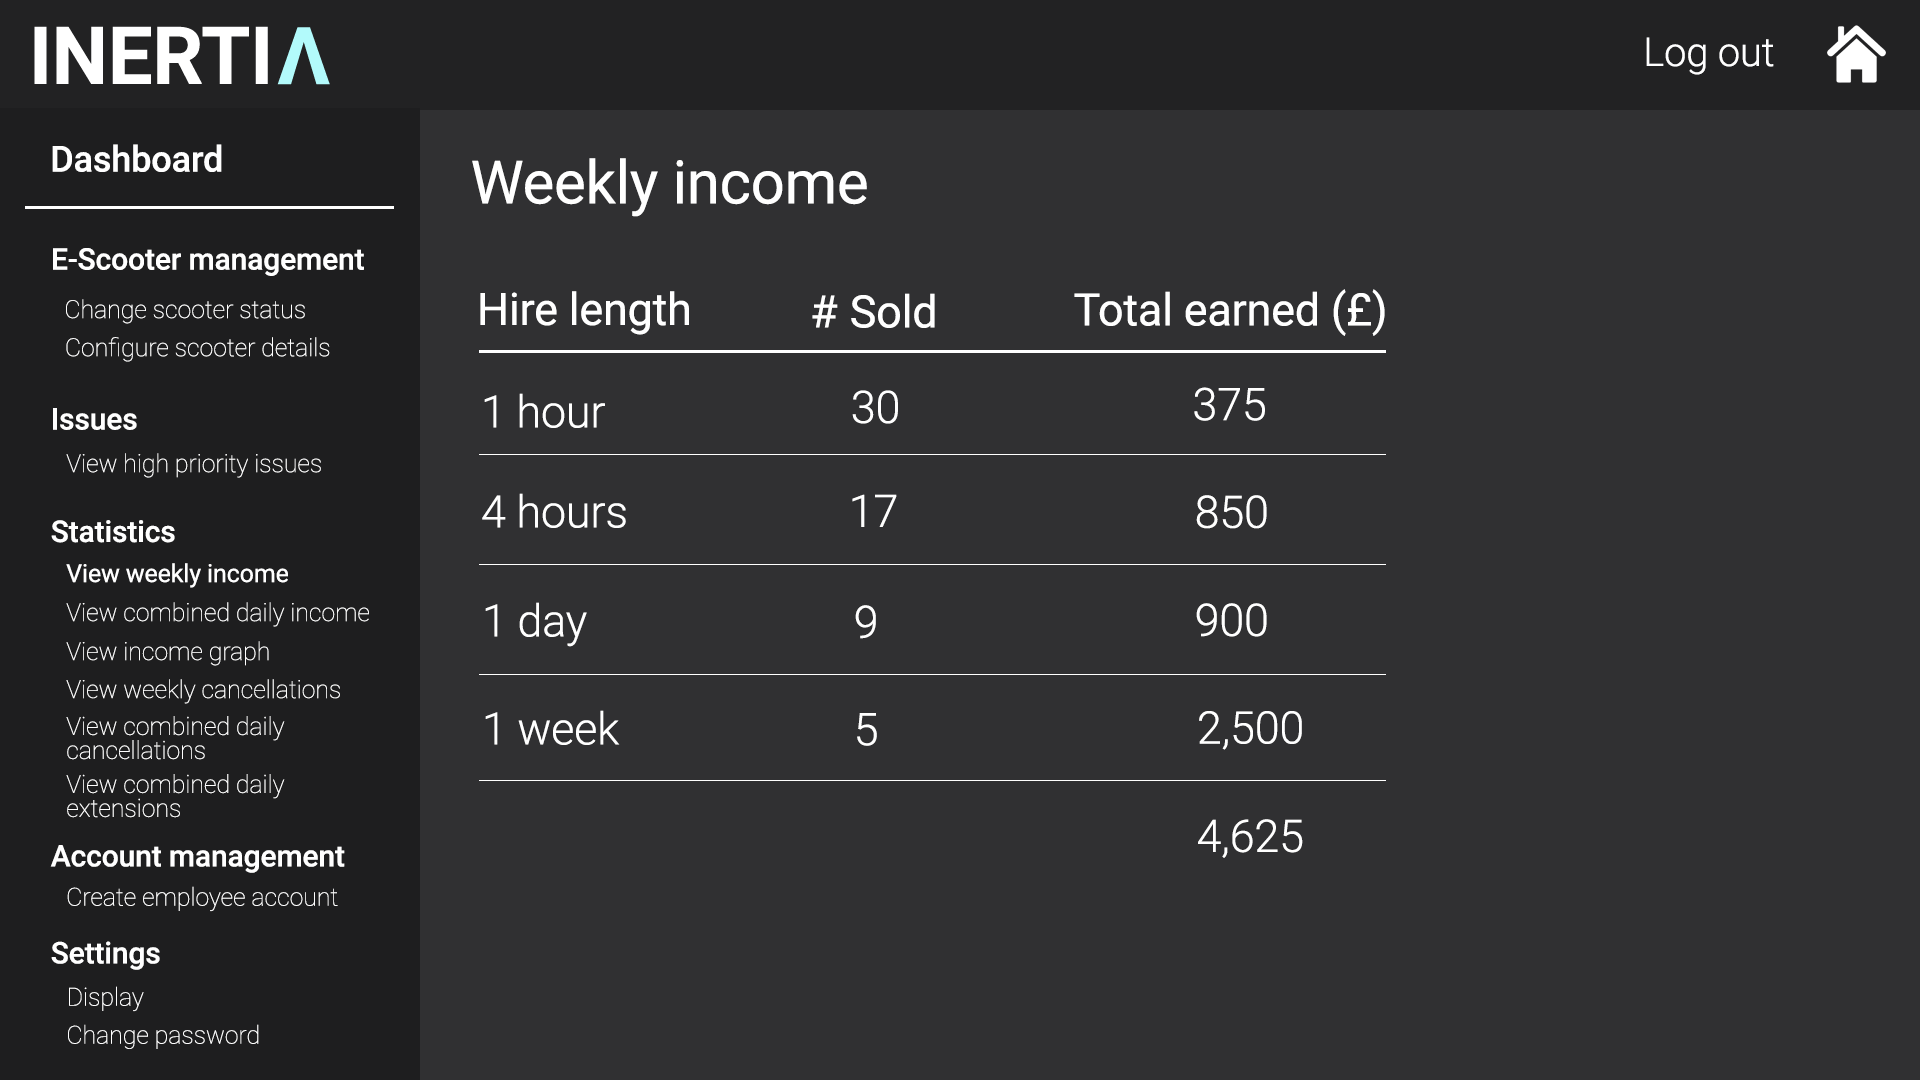 INERTIA
Log out
Dashboard
E-Scooter management
Change scooter status
Configure scooter details
Issues
View high priority issues
Statistics
View weekly income
View combined daily income
View income graph
View weekly cancellations
View combined daily
cancellations
View combined daily
extensions
Account management
Create employee account
Settings
Display
Change password
Weekly income
Hire length # Sold Total earned (£)
1 hour 30 375
4 hours 17 850
1 day 9 900
1 week 5 2,500
4,625